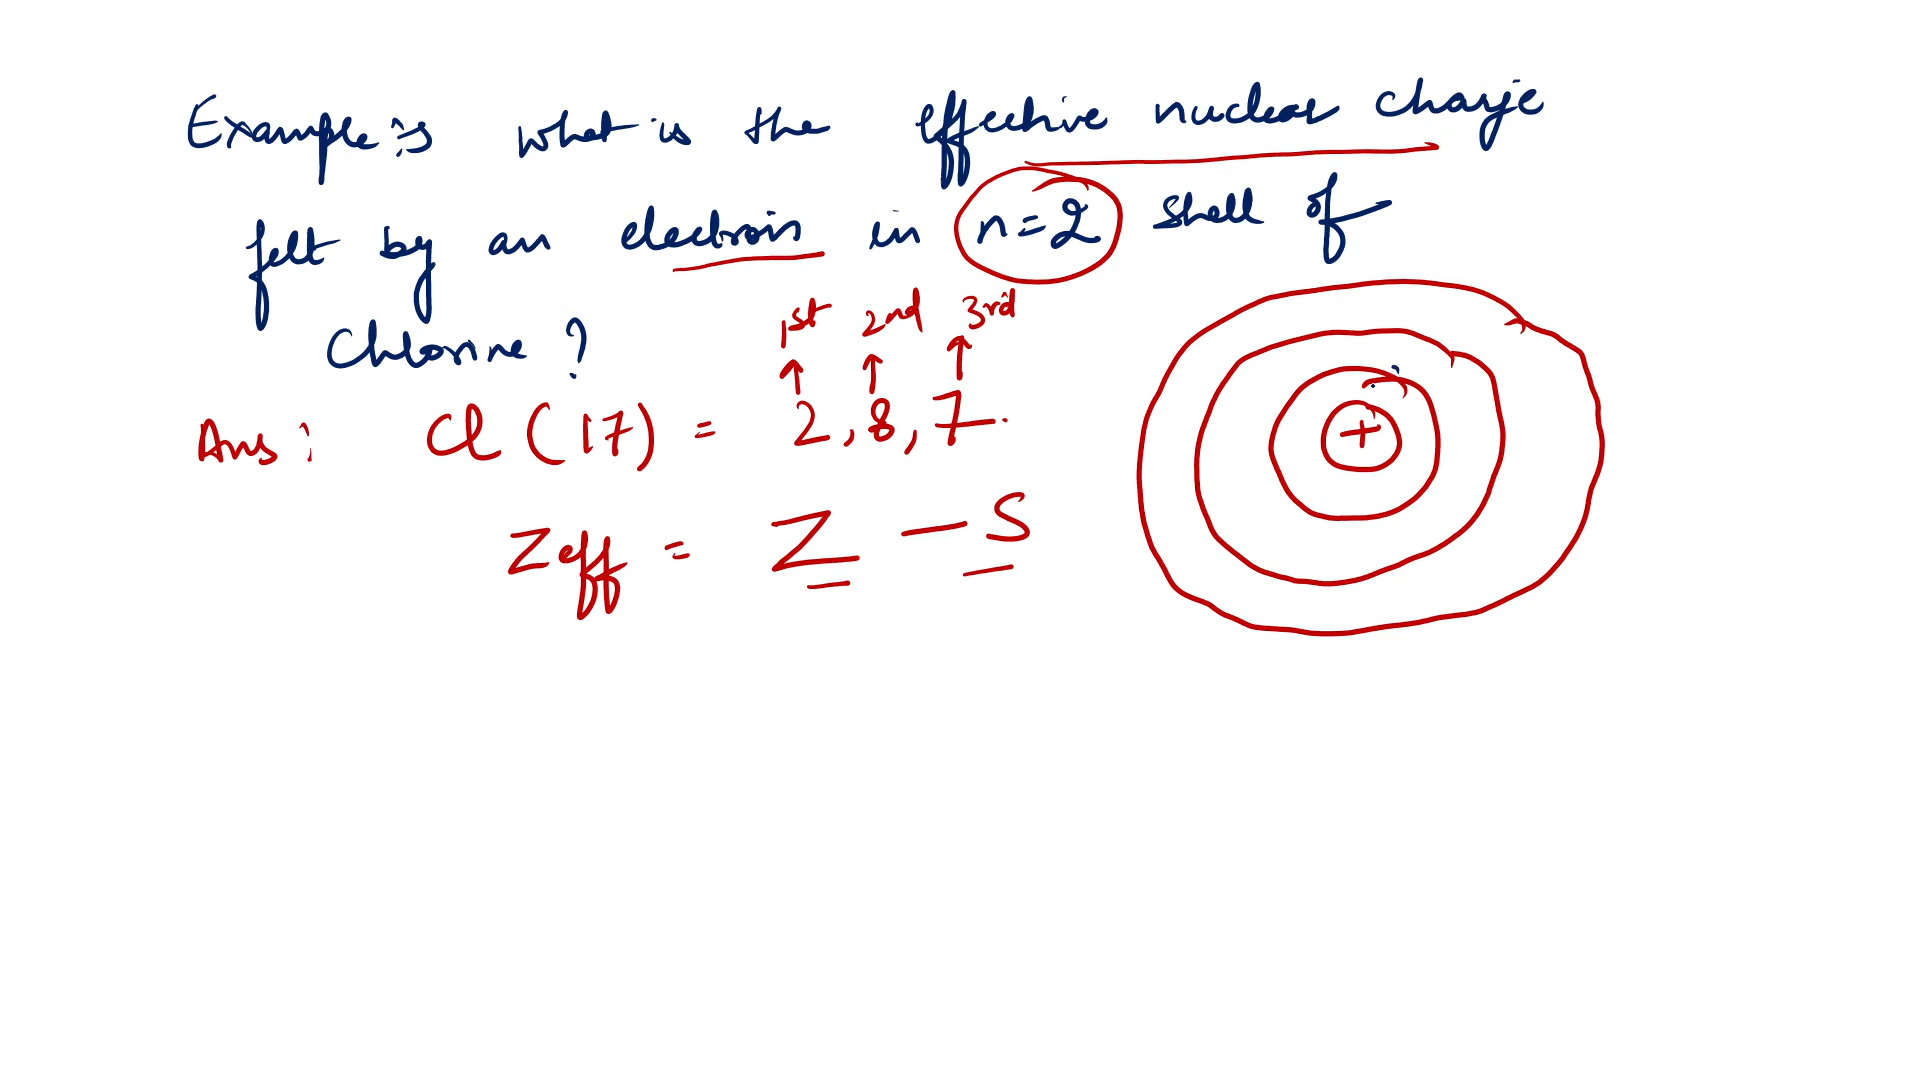 Example:- what is the effective nuclear charge
felt by an electron in n=2 shell of
Chlorine ?
1st 2nd 3rd
Ans: Cl (17) = 2, 8, 7.
+
Zeff = Z - S